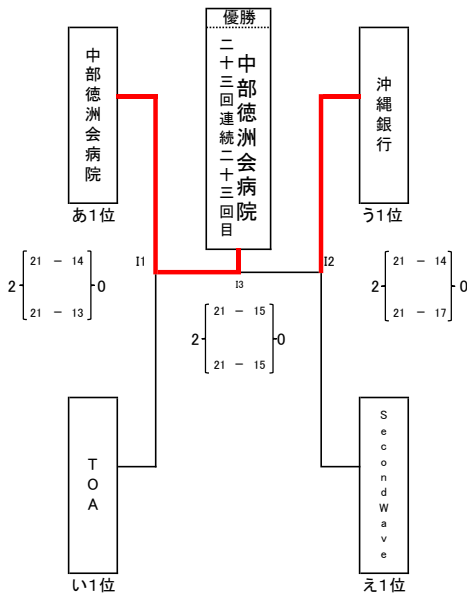 優勝
中部徳洲会病院
二十三回連続二十三回目
中部徳洲会病院
あ1位
沖縄銀行
う1位
I1
I2
I3
2
21 － 14
21 － 13
0
2
21 － 14
21 － 17
0
2
21 － 15
21 － 15
0
TOA
い1位
SecondWave
え1位